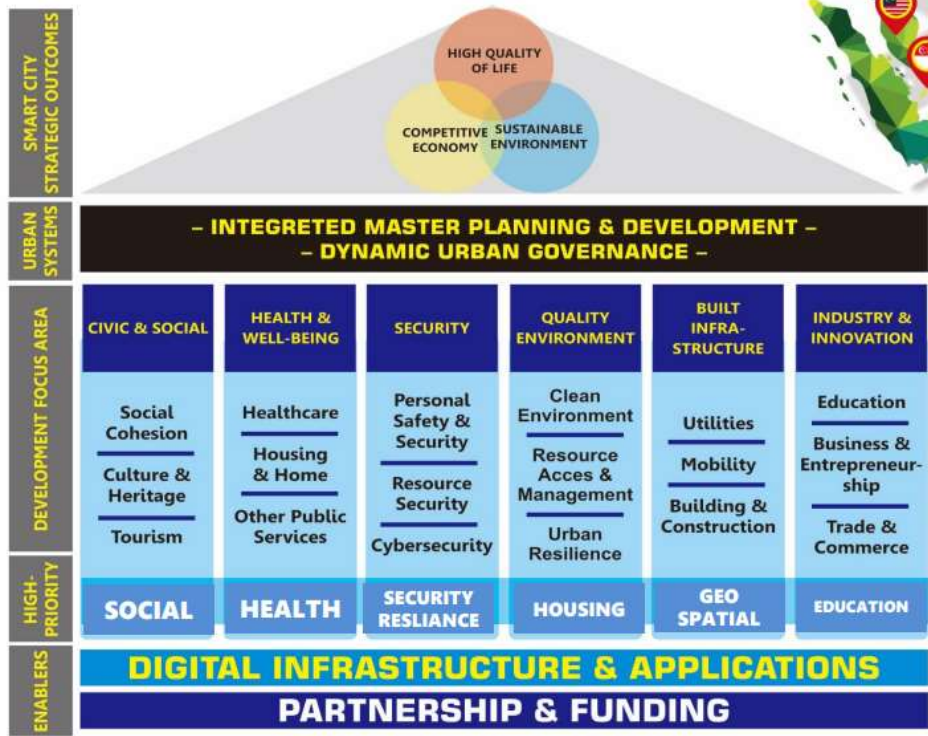 SMART CITY
STRATEGIC OUTCOMES
HIGH QUALITY
OF LIFE
COMPETITIVE
ECONOMY
SUSTAINABLE
ENVIRONMENT
URBAN
SYSTEMS
– INTEGRETED MASTER PLANNING & DEVELOPMENT –
– DYNAMIC URBAN GOVERNANCE –
DEVELOPMENT FOCUS AREA
CIVIC & SOCIAL
HEALTH &
WELL-BEING
SECURITY
QUALITY
ENVIRONMENT
BUILT
INFRA-
STRUCTURE
INDUSTRY &
INNOVATION
Social
Cohesion
Culture &
Heritage
Tourism
Healthcare
Housing
& Home
Other Public
Services
Personal
Safety &
Security
Resource
Security
Cybersecurity
Clean
Environment
Resource
Acces &
Management
Urban
Resilience
Utilities
Mobility
Building &
Construction
Education
Business &
Entrepreneur-
ship
Trade &
Commerce
HIGH-
PRIORITY
SOCIAL
HEALTH
SECURITY
RESLIANCE
HOUSING
GEO
SPATIAL
EDUCATION
ENABLERS
DIGITAL INFRASTRUCTURE & APPLICATIONS
PARTNERSHIP & FUNDING